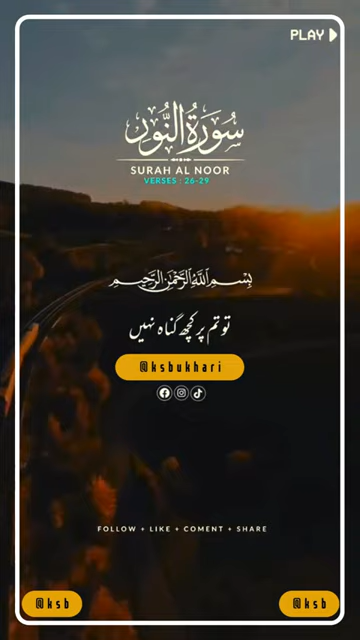 PLAY
سُورَةُ النُّور
SURAH AL NOOR
VERSES : 26-29
بِسْمِ اللَّهِ الرَّحْمَٰنِ الرَّحِيمِ
تو تم پر کچھ گناہ نہیں
@ksbukhari
FOLLOW + LIKE + COMENT + SHARE
@ksb
@ksb